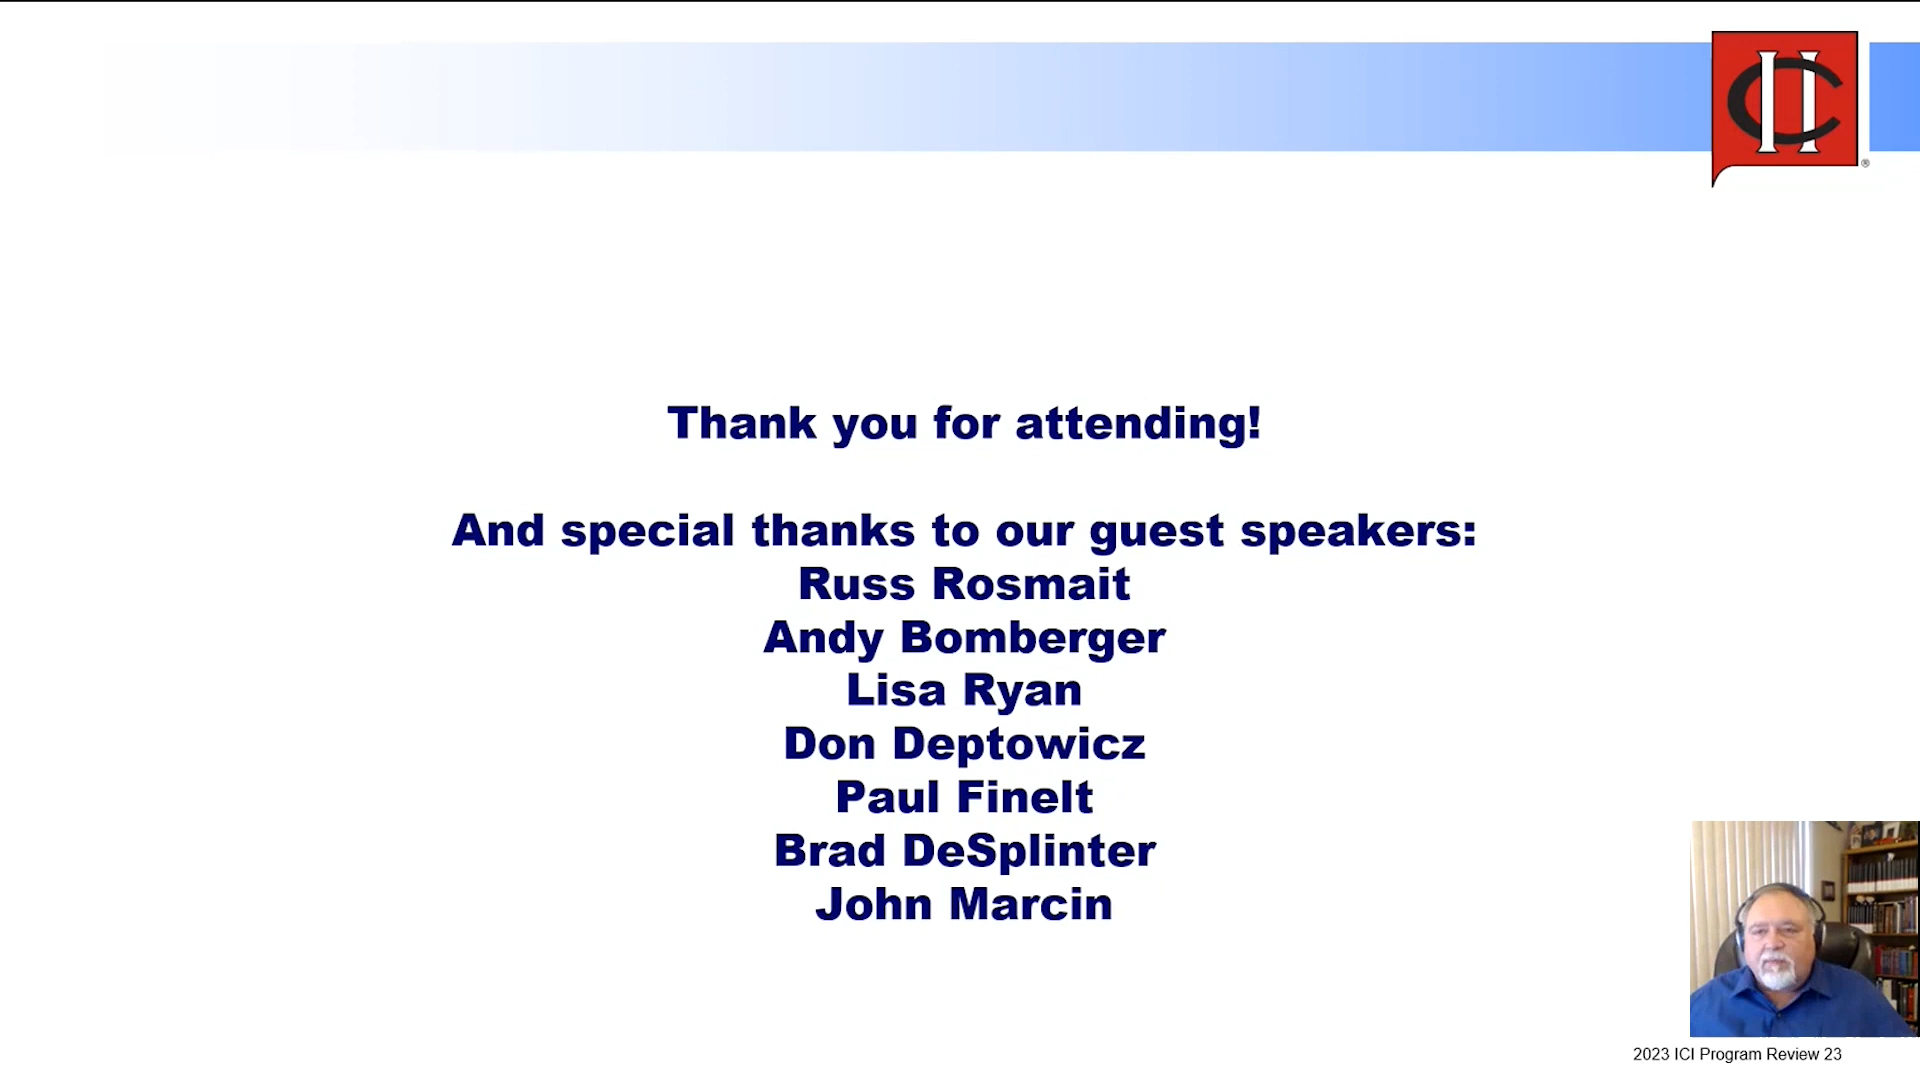 ICI
®
Thank you for attending!
And special thanks to our guest speakers:
Russ Rosmait
Andy Bomberger
Lisa Ryan
Don Deptowicz
Paul Finelt
Brad DeSplinter
John Marcin
2023 ICI Program Review 23